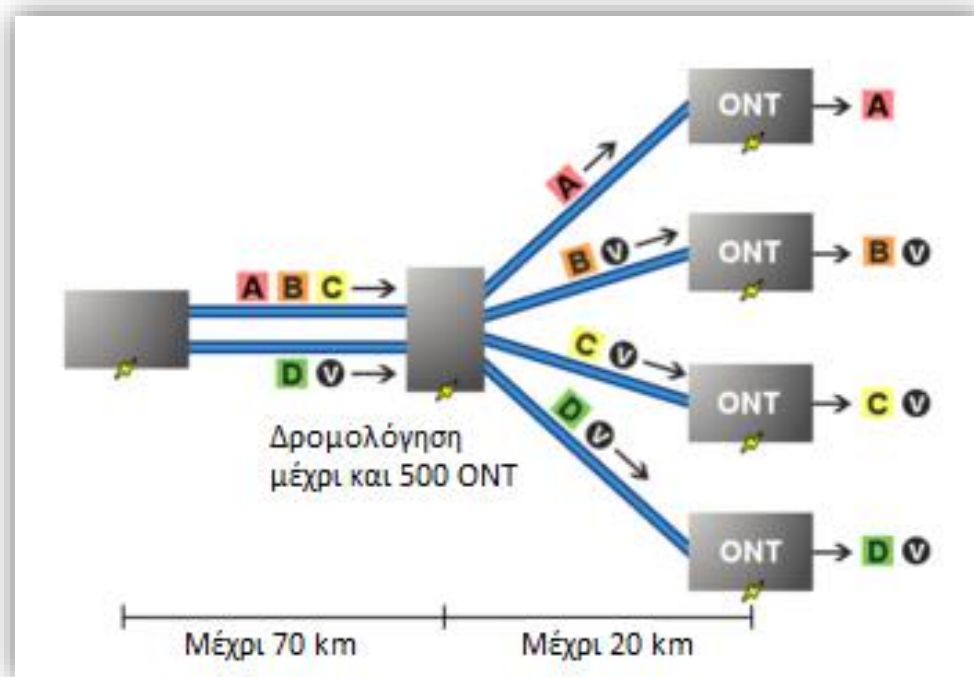 ONT A
A
B V
ONT B V
A B C
D V
C V
ONT C V
D V
Δρομολόγηση
μέχρι και 500 ONT
ONT D V
Μέχρι 70 km Μέχρι 20 km